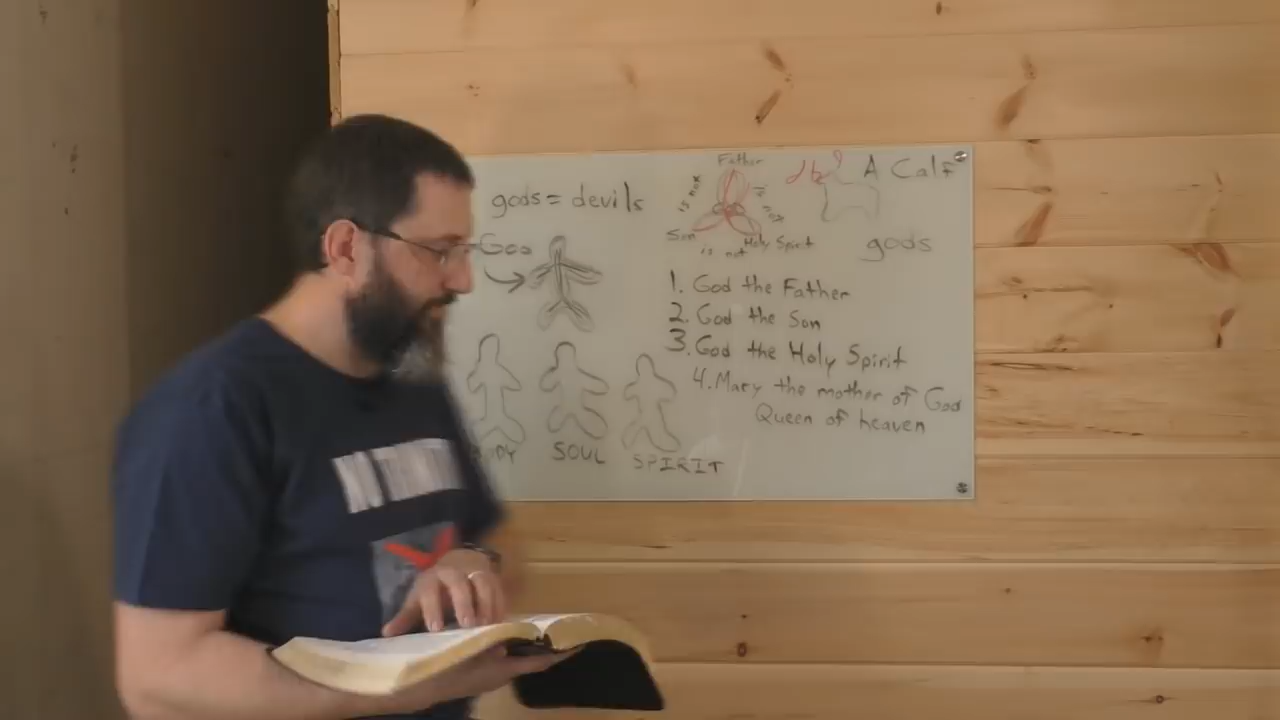 gods = devils
God
BODY
SOUL
SPIRIT
Father
is not
is not
Son
Holy Spirit
is not
A Calf
gods
1. God the Father
2. God the Son
3. God the Holy Spirit
4. Mary the mother of God
Queen of heaven